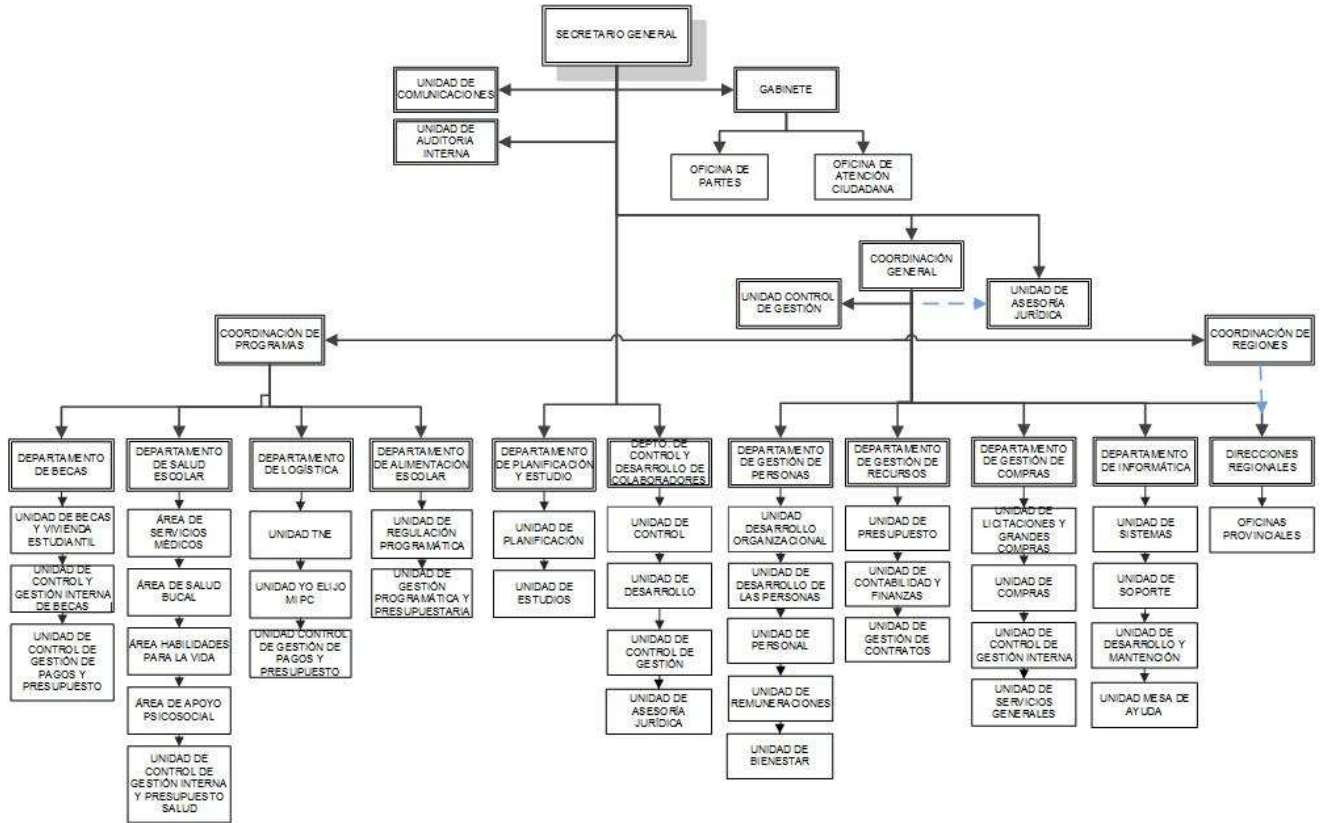 SECRETARIO GENERAL
UNIDAD DE
COMUNICACIONES
GABINETE
UNIDAD DE
AUDITORIA
INTERNA
OFICINA DE
PARTES
OFICINA DE
ATENCIÓN
CIUDADANA
COORDINACIÓN
GENERAL
UNIDAD CONTROL
DE GESTIÓN
UNIDAD DE
ASESORÍA
JURÍDICA
COORDINACIÓN DE
PROGRAMAS
COORDINACIÓN DE
REGIONES
DEPARTAMENTO
DE BECAS
DEPARTAMENTO
DE SALUD
ESCOLAR
DEPARTAMENTO
DE LOGÍSTICA
DEPARTAMENTO
DE ALIMENTACIÓN
ESCOLAR
DEPARTAMENTO
DE PLANIFICACIÓN
Y ESTUDIO
DEPTO. DE
CONTROL Y
DESARROLLO DE
COLABORADORES
DEPARTAMENTO
DE GESTIÓN DE
PERSONAS
DEPARTAMENTO
DE GESTIÓN DE
RECURSOS
DEPARTAMENTO
DE GESTIÓN DE
COMPRAS
DEPARTAMENTO
DE INFORMÁTICA
DIRECCIONES
REGIONALES
UNIDAD DE BECAS
Y VIVIENDA
ESTUDIANTIL
UNIDAD DE
CONTROL Y
GESTIÓN INTERNA
DE BECAS
UNIDAD DE
CONTROL DE
GESTIÓN DE
PAGOS Y
PRESUPUESTO
ÁREA DE
SERVICIOS
MÉDICOS
ÁREA DE SALUD
BUCAL
ÁREA HABILIDADES
PARA LA VIDA
ÁREA DE APOYO
PSICOSOCIAL
UNIDAD DE
CONTROL DE
GESTIÓN INTERNA
Y PRESUPUESTO
SALUD
UNIDAD TNE
UNIDAD YO ELIJO
MI PC
UNIDAD CONTROL
DE GESTIÓN DE
PAGOS Y
PRESUPUESTO
UNIDAD DE
REGULACIÓN
PROGRAMÁTICA
UNIDAD DE
GESTIÓN
PROGRAMÁTICA Y
PRESUPUESTARIA
UNIDAD DE
PLANIFICACIÓN
UNIDAD DE
ESTUDIOS
UNIDAD DE
CONTROL
UNIDAD DE
DESARROLLO
UNIDAD DE
CONTROL DE
GESTIÓN
UNIDAD DE
ASESORÍA
JURÍDICA
UNIDAD
DESARROLLO
ORGANIZACIONAL
UNIDAD DE
DESARROLLO DE
LAS PERSONAS
UNIDAD DE
PERSONAL
UNIDAD DE
REMUNERACIONES
UNIDAD DE
BIENESTAR
UNIDAD DE
PRESUPUESTO
UNIDAD DE
CONTABILIDAD Y
FINANZAS
UNIDAD DE
GESTIÓN DE
CONTRATOS
UNIDAD DE
LICITACIONES Y
GRANDES
COMPRAS
UNIDAD DE
COMPRAS
UNIDAD DE
CONTROL DE
GESTIÓN INTERNA
UNIDAD DE
SERVICIOS
GENERALES
UNIDAD DE
SISTEMAS
UNIDAD DE
SOPORTE
UNIDAD DE
DESARROLLO Y
MANTENCIÓN
UNIDAD MESA DE
AYUDA
OFICINAS
PROVINCIALES